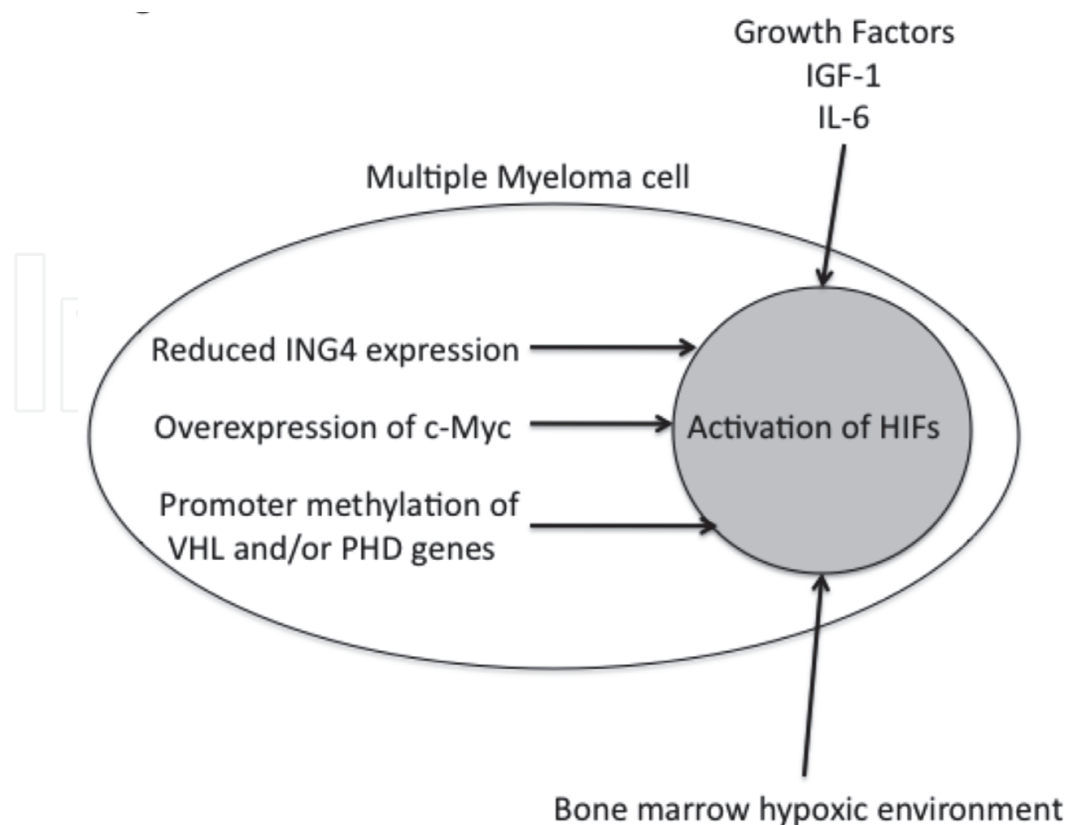 Growth Factors
IGF-1
IL-6
Multiple Myeloma cell
Reduced ING4 expression
Overexpression of c-Myc
Activation of HIFs
Promoter methylation of
VHL and/or PHD genes
Bone marrow hypoxic environment